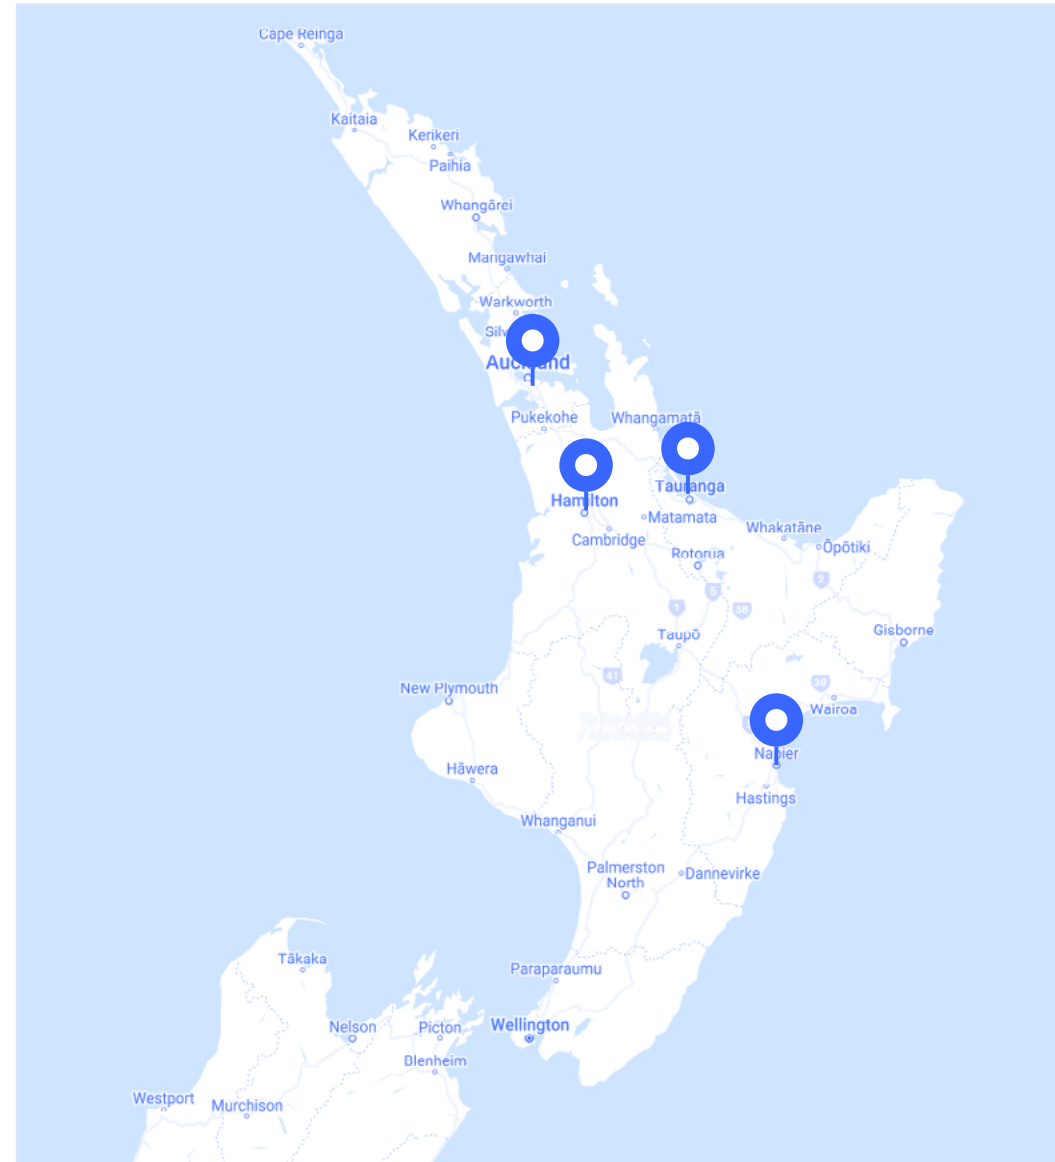 Cape Reinga
Kaitaia
Kerikeri
Paihia
Whangārei
Mangawhai
Warkworth
Pukekohe
Whangamatā
Hamilton
Tauranga
Matamata
Cambridge
Whakatāne
Ōpōtiki
Rotorua
2
5
38
1
Gisborne
Taupō
41
38
New Plymouth
Wairoa
Napier
Hāwera
Hastings
Whanganui
Palmerston
North
Dannevirke
Tākaka
Paraparaumu
Nelson
Picton
Wellington
Blenheim
Westport
Murchison